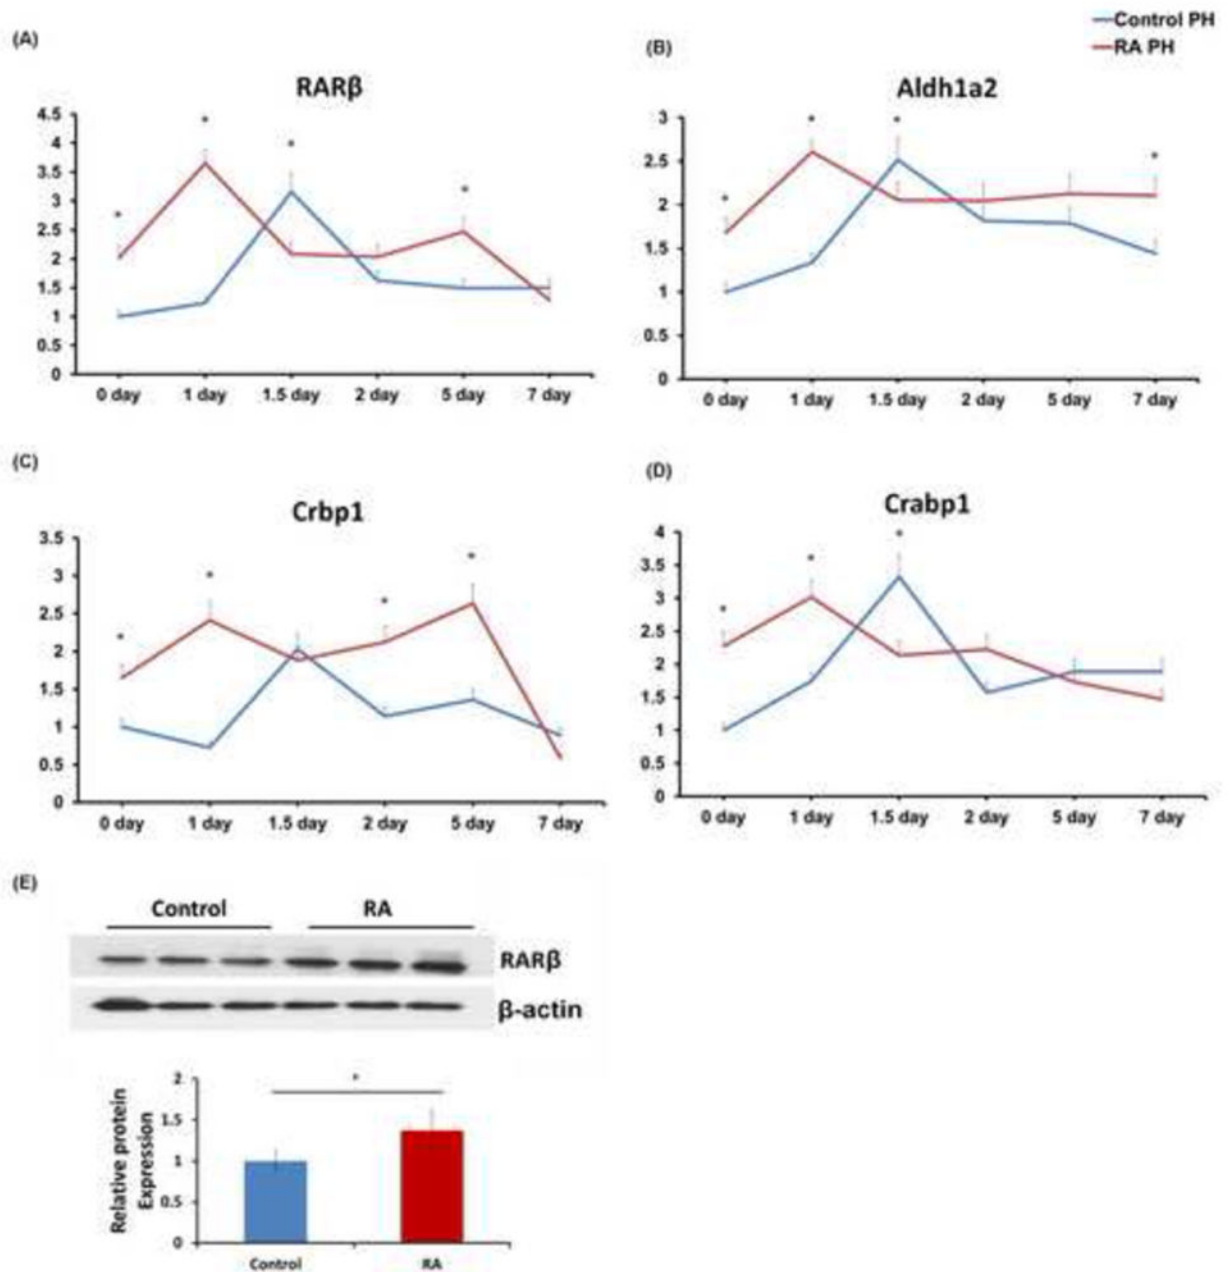 Control PH
RA PH
(A)
RARβ
4.5
4
3.5
3
2.5
2
1.5
1
0.5
0
* * * *
0 day 1 day 1.5 day 2 day 5 day 7 day
(B)
Aldh1a2
3
2.5
2
1.5
1
0.5
0
* * * *
0 day 1 day 1.5 day 2 day 5 day 7 day
(C)
Crbp1
3.5
3
2.5
2
1.5
1
0.5
0
* * * *
0 day 1 day 1.5 day 2 day 5 day 7 day
(D)
Crabp1
4
3.5
3
2.5
2
1.5
1
0.5
0
* * *
0 day 1 day 1.5 day 2 day 5 day 7 day
(E)
Control RA
RARβ
β-actin
Relative protein
Expression
2
1.5
1
0.5
0
*
Control RA